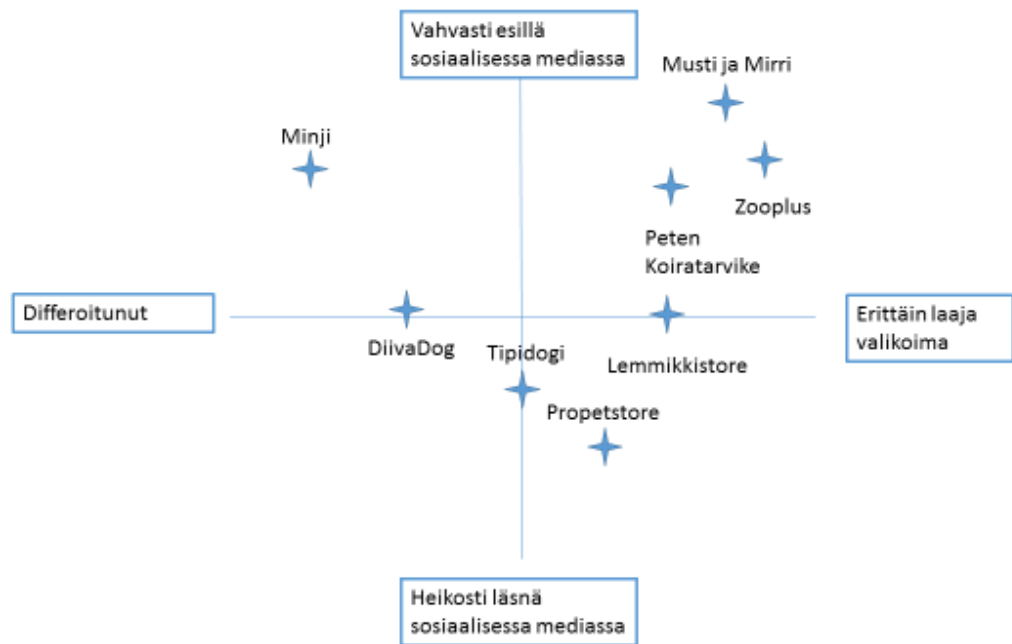 Vahvasti esillä
sosiaalisessa mediassa
Musti ja Mirri
Minji
Zooplus
Peten
Koiratarvike
Differoitunut
Erittäin laaja
valikoima
DiivaDog
Tipidogi
Lemmikkistore
Propetstore
Heikosti läsnä
sosiaalisessa mediassa